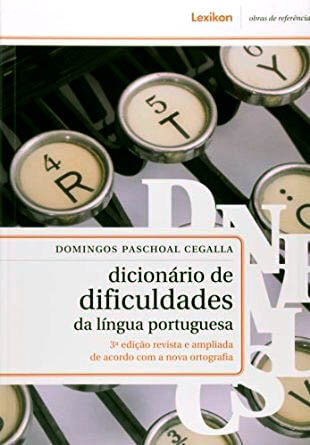 Lexikon
obras de referência
6
5
Y
4
T
R
DOMINGOS PASCHOAL CEGALLA
dicionário de
dificuldades
da língua portuguesa
3ª edição revista e ampliada
de acordo com a nova ortografia